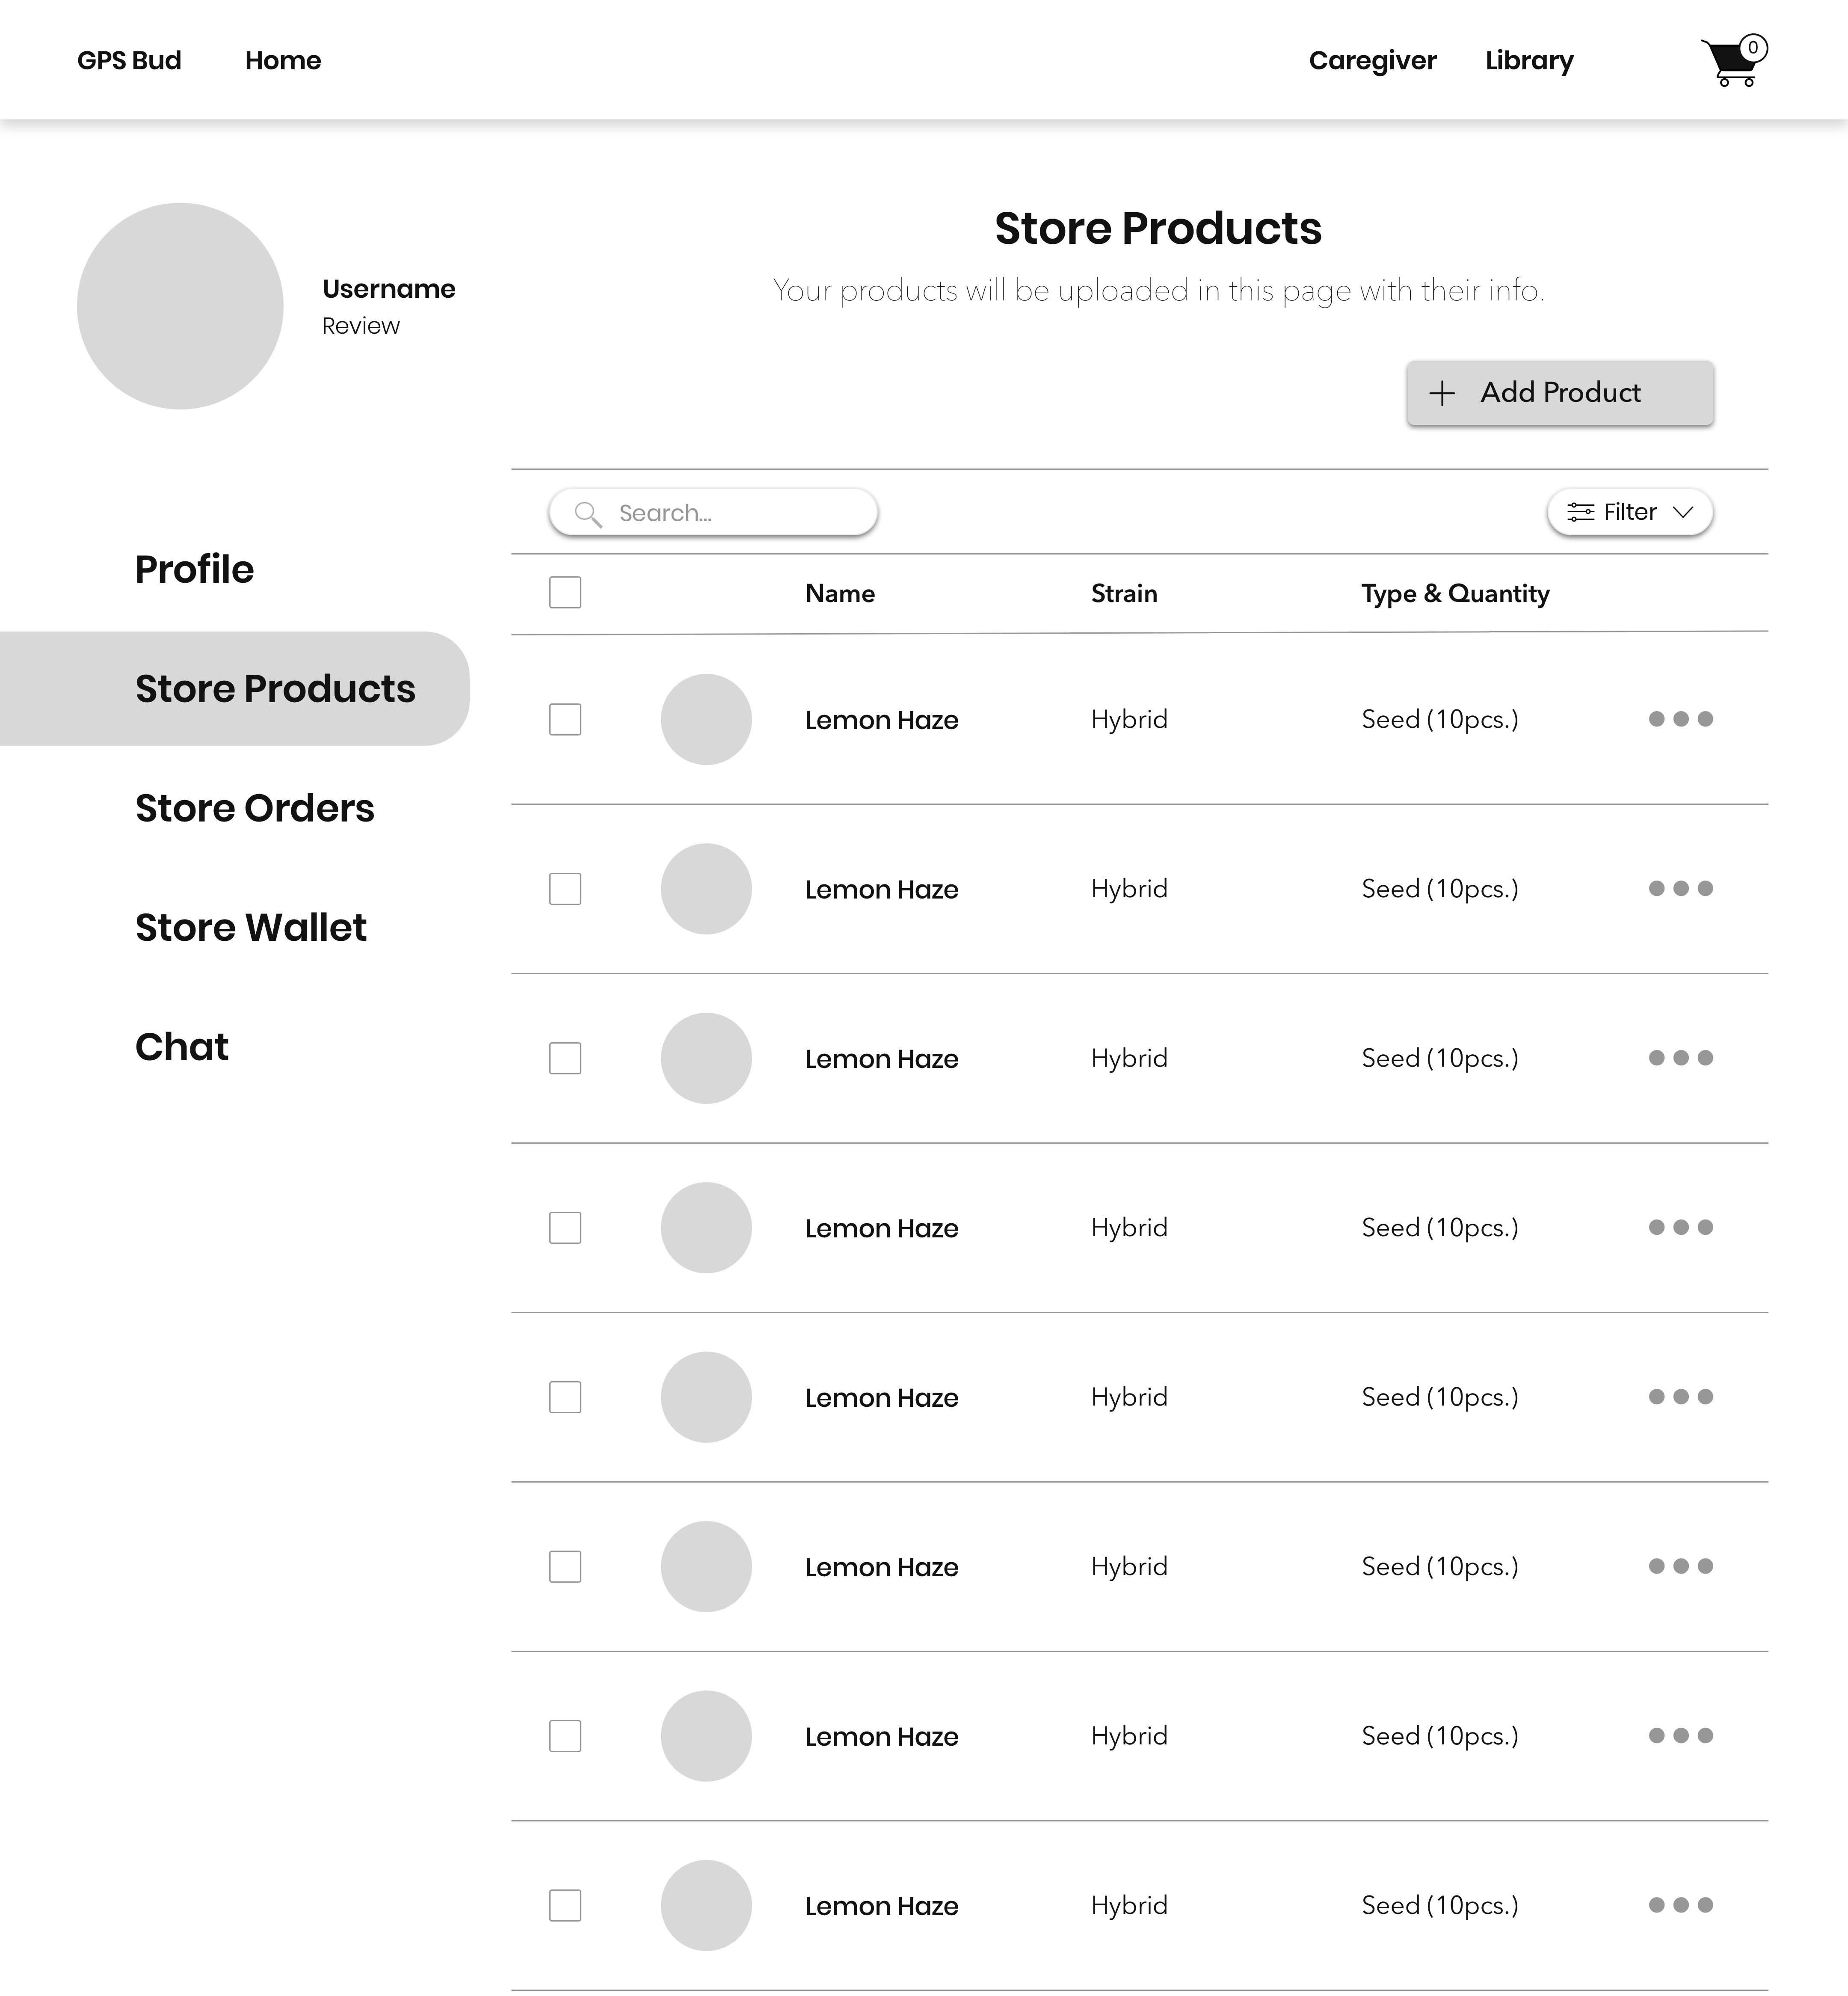 GPS Bud Home Caregiver Library 0
Store Products
Your products will be uploaded in this page with their info.
Username
Review
Add Product
Search...
Filter
Name Strain Type & Quantity
Profile
Store Products
Store Orders
Store Wallet
Chat
Lemon Haze Hybrid Seed (10pcs.)
Lemon Haze Hybrid Seed (10pcs.)
Lemon Haze Hybrid Seed (10pcs.)
Lemon Haze Hybrid Seed (10pcs.)
Lemon Haze Hybrid Seed (10pcs.)
Lemon Haze Hybrid Seed (10pcs.)
Lemon Haze Hybrid Seed (10pcs.)
Lemon Haze Hybrid Seed (10pcs.)